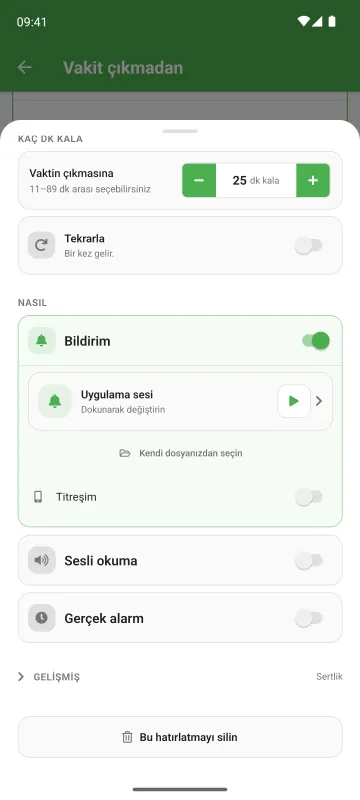 09:41
Vakit çıkmadan
KAÇ DK KALA
Vaktin çıkmasına
11–89 dk arası seçebilirsiniz
− 25 dk kala +
Tekrarla
Bir kez gelir.
NASIL
Bildirim
Uygulama sesi
Dokunarak değiştirin
Kendi dosyanızdan seçin
Titreşim
Sesli okuma
Gerçek alarm
GELİŞMİŞ
Sertlik
Bu hatırlatmayı silin